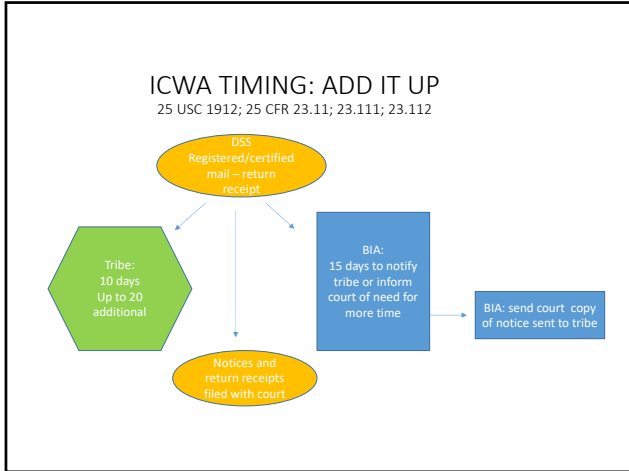 ICWA TIMING: ADD IT UP
25 USC 1912; 25 CFR 23.11; 23.111; 23.112
DSS
Registered/certified
mail – return
receipt
Tribe:
10 days
Up to 20
additional
BIA:
15 days to notify
tribe or inform
court of need for
more time
BIA: send court copy
of notice sent to tribe
Notices and
return receipts
filed with court